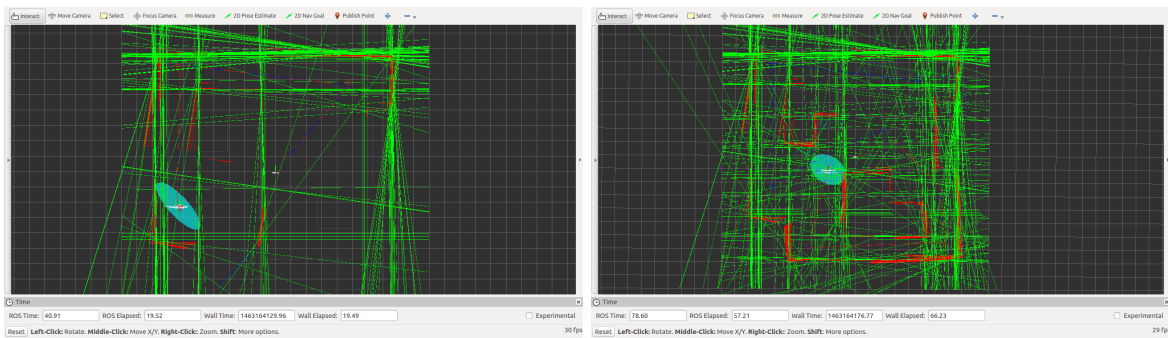 Interact Move Camera Select Focus Camera Measure 2D Pose Estimate 2D Nav Goal Publish Point
Time
ROS Time: 40.91 ROS Elapsed: 19.52 Wall Time: 1463164129.96 Wall Elapsed: 19.49 Experimental
Reset Left-Click: Rotate. Middle-Click: Move X/Y. Right-Click: Zoom. Shift: More options. 30 fps
Interact Move Camera Select Focus Camera Measure 2D Pose Estimate 2D Nav Goal Publish Point
Time
ROS Time: 78.60 ROS Elapsed: 57.21 Wall Time: 1463164176.77 Wall Elapsed: 66.23 Experimental
Reset Left-Click: Rotate. Middle-Click: Move X/Y. Right-Click: Zoom. Shift: More options. 29 fps